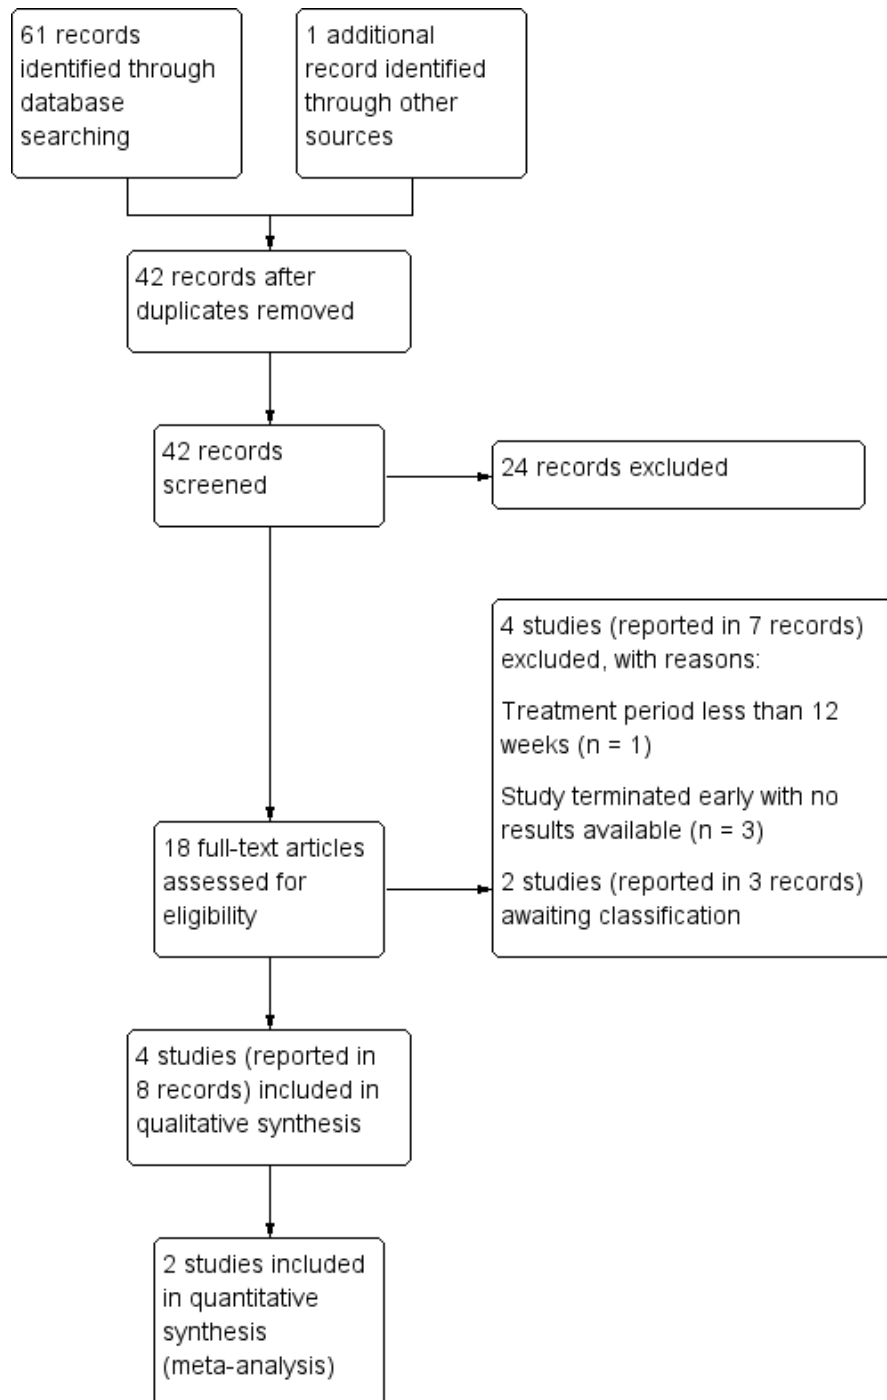 61 records
identified through
database
searching
1 additional
record identified
through other
sources
42 records after
duplicates removed
42 records
screened
24 records excluded
4 studies (reported in 7 records)
excluded, with reasons:
Treatment period less than 12
weeks (n = 1)
Study terminated early with no
results available (n = 3)
2 studies (reported in 3 records)
awaiting classification
18 full-text articles
assessed for
eligibility
4 studies (reported in
8 records) included in
qualitative synthesis
2 studies included
in quantitative
synthesis
(meta-analysis)